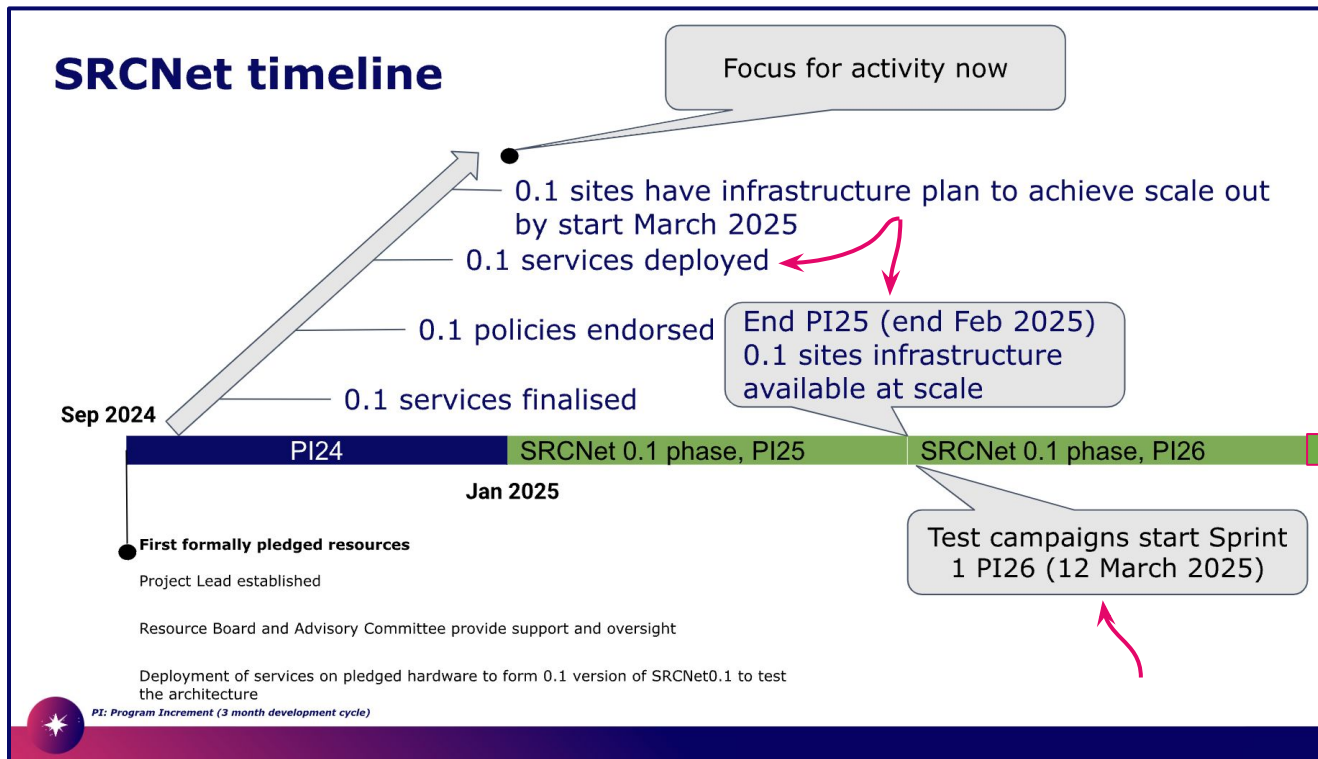 SRCNet timeline
Focus for activity now
0.1 sites have infrastructure plan to achieve scale out
by start March 2025
0.1 services deployed
0.1 policies endorsed
End PI25 (end Feb 2025)
0.1 sites infrastructure
available at scale
0.1 services finalised
Sep 2024
PI24
SRCNet 0.1 phase, PI25
SRCNet 0.1 phase, PI26
Jan 2025
Test campaigns start Sprint
1 PI26 (12 March 2025)
First formally pledged resources
Project Lead established
Resource Board and Advisory Committee provide support and oversight
Deployment of services on pledged hardware to form 0.1 version of SRCNet0.1 to test
the architecture
PI: Program Increment (3 month development cycle)